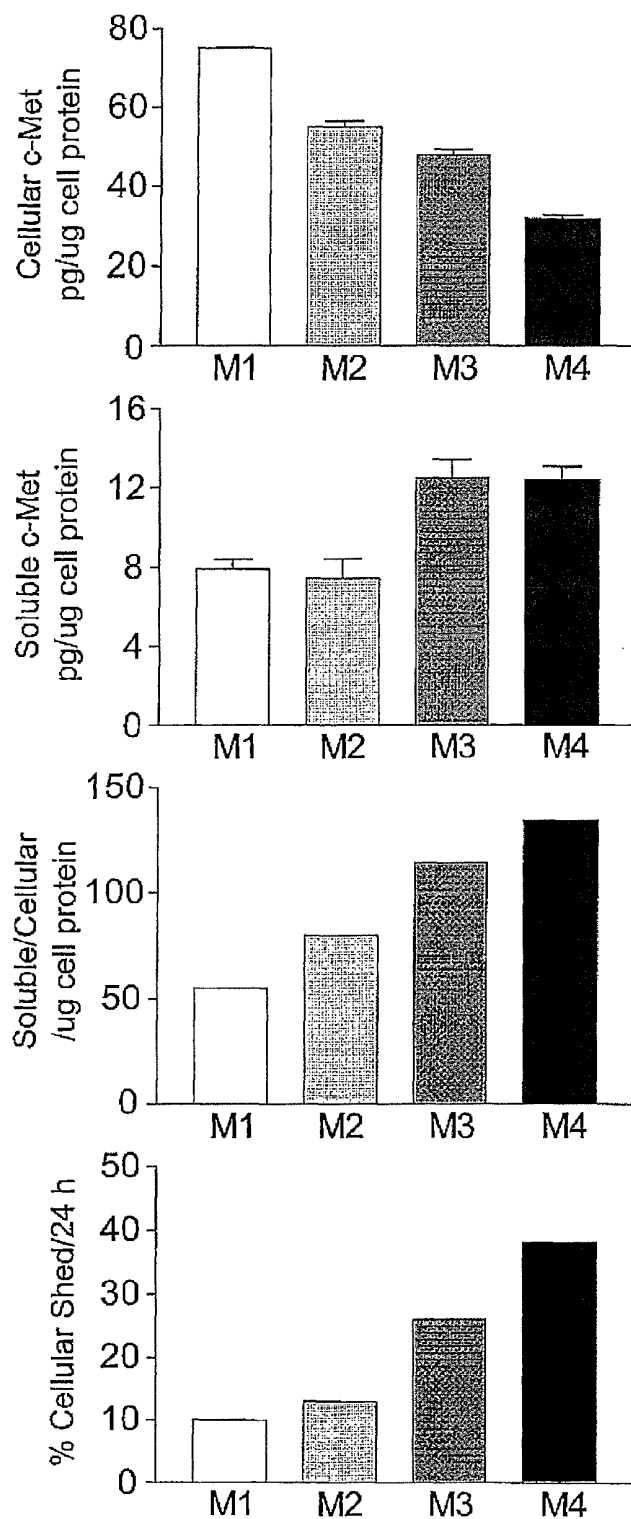 Cellular c-Met
pg/ug cell protein
80
60
40
20
0
M1 M2 M3 M4
Soluble c-Met
pg/ug cell protein
16
12
8
4
0
M1 M2 M3 M4
Soluble/Cellular
/ug cell protein
150
100
50
0
M1 M2 M3 M4
% Cellular Shed/24 h
50
40
30
20
10
0
M1 M2 M3 M4